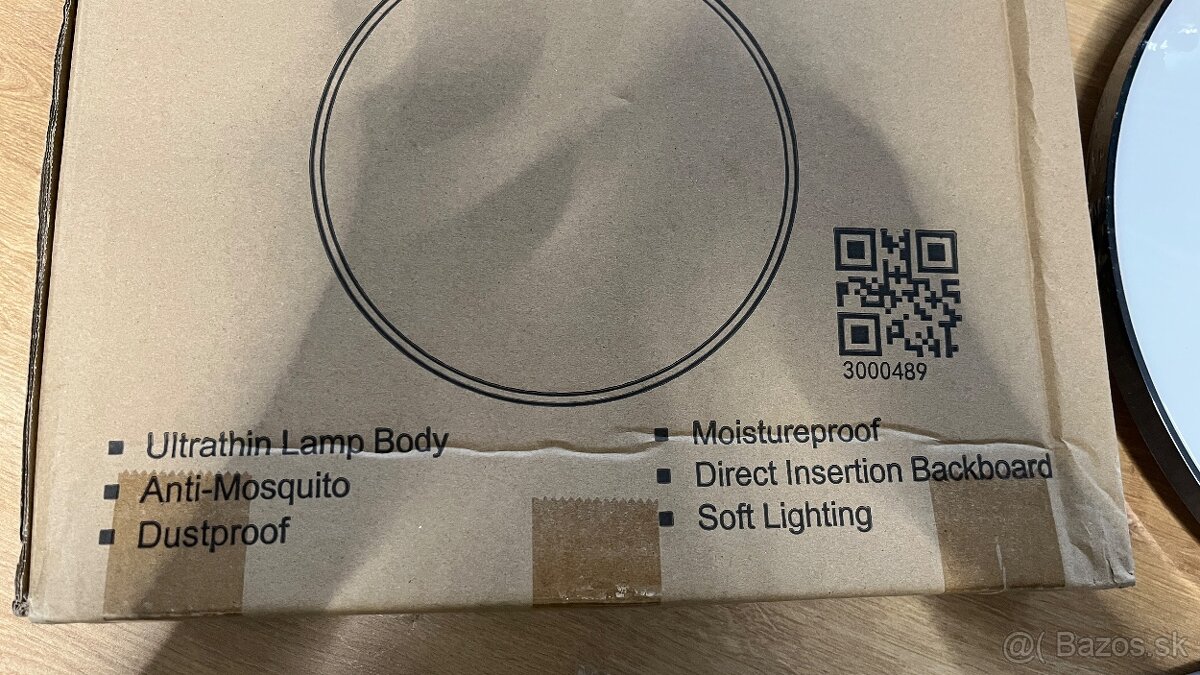 3000489
Ultrathin Lamp Body
Anti-Mosquito
Dustproof
Moistureproof
Direct Insertion Backboard
Soft Lighting
@( Bazos.sk